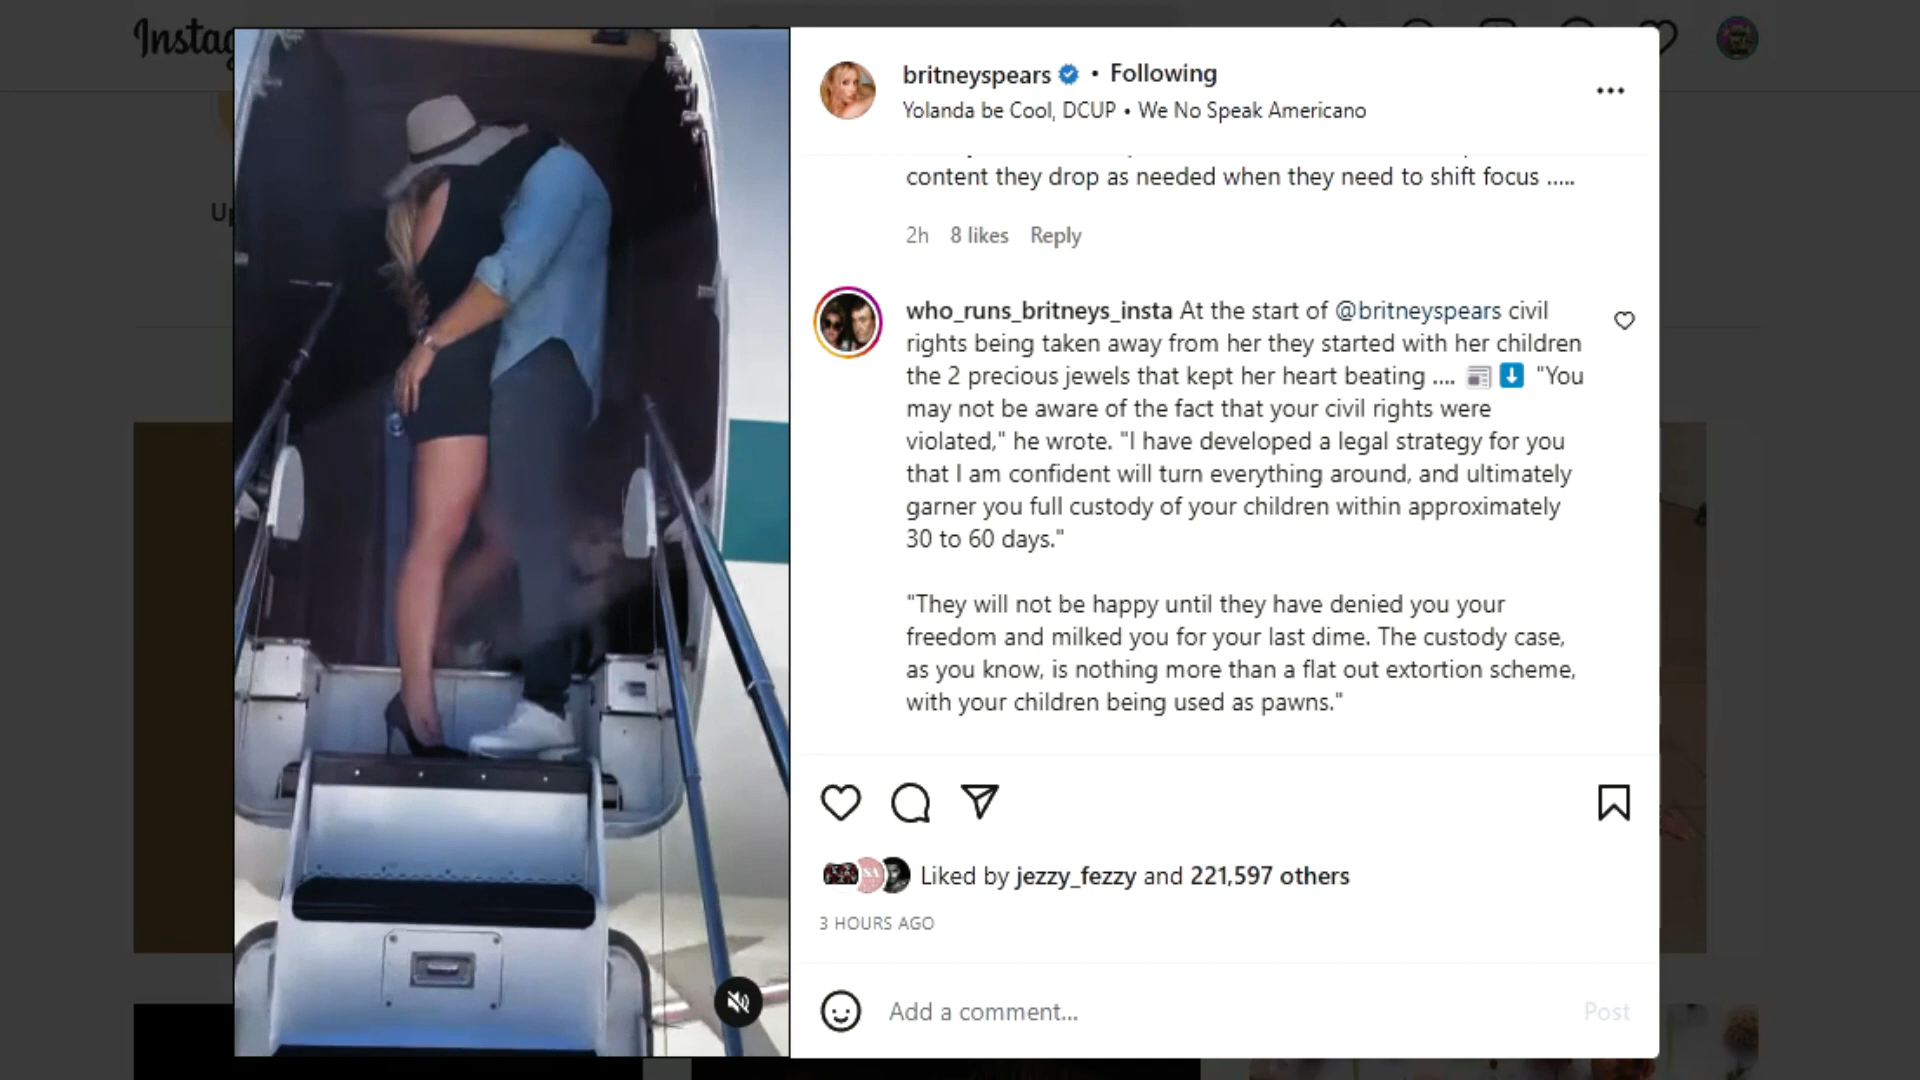 Instag
Up
britneyspears • Following
Yolanda be Cool, DCUP • We No Speak Americano
content they drop as needed when they need to shift focus .....
2h 8 likes Reply
who_runs_britneys_insta At the start of @britneyspears civil
rights being taken away from her they started with her children
the 2 precious jewels that kept her heart beating .... "You
may not be aware of the fact that your civil rights were
violated," he wrote. "I have developed a legal strategy for you
that I am confident will turn everything around, and ultimately
garner you full custody of your children within approximately
30 to 60 days."
"They will not be happy until they have denied you your
freedom and milked you for your last dime. The custody case,
as you know, is nothing more than a flat out extortion scheme,
with your children being used as pawns."
Liked by jezzy_fezzy and 221,597 others
3 HOURS AGO
Add a comment...
Post